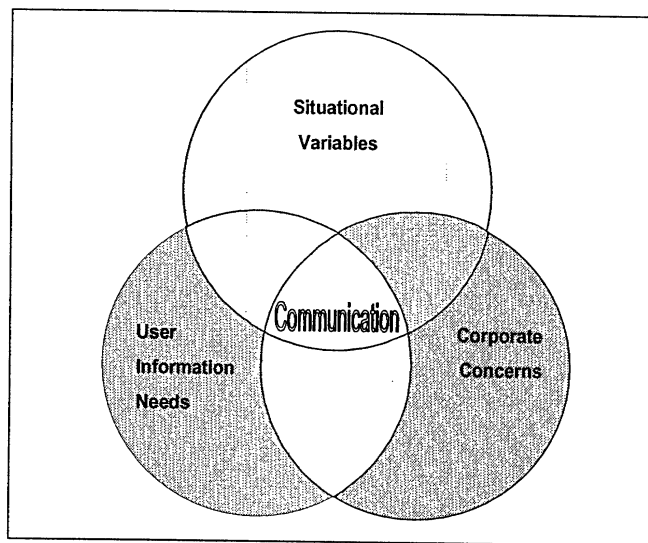 Situational
Variables
Communication
User
Information
Needs
Corporate
Concerns